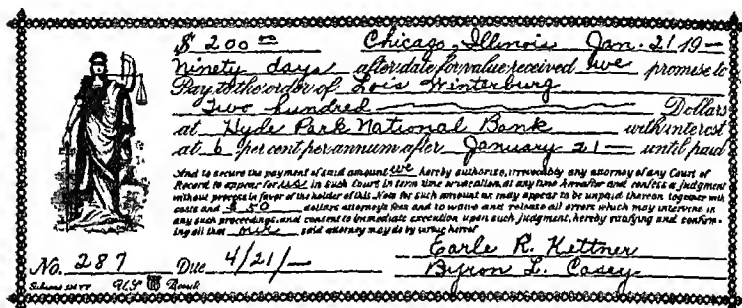 $ 200 00 Chicago, Illinois Jan. 21 19—
Ninety days after date for value received we promise to
Pay to the order of Lois Winterburg
Two hundred Dollars
at Hyde Park National Bank with interest
at 6 per cent per annum after January 21 — until paid
And to secure the payment of said amount we hereby authorize, irrevocably any attorney of any Court of
Record to appear for us in such Court in term time or vacation, at any time hereafter and confess a judgment
without process in favor of the holder of this Note for such amount as may appear to be unpaid thereon together with
costs and dollars attorney's fees and to waive and release all errors which may intervene in
any such proceedings, and consent to immediate execution upon such judgment, hereby ratifying and confirm-
ing all that said attorney may do by virtue hereof
Earle R. Kettner
No. 287 Due 4/21/— Byron L. Casey